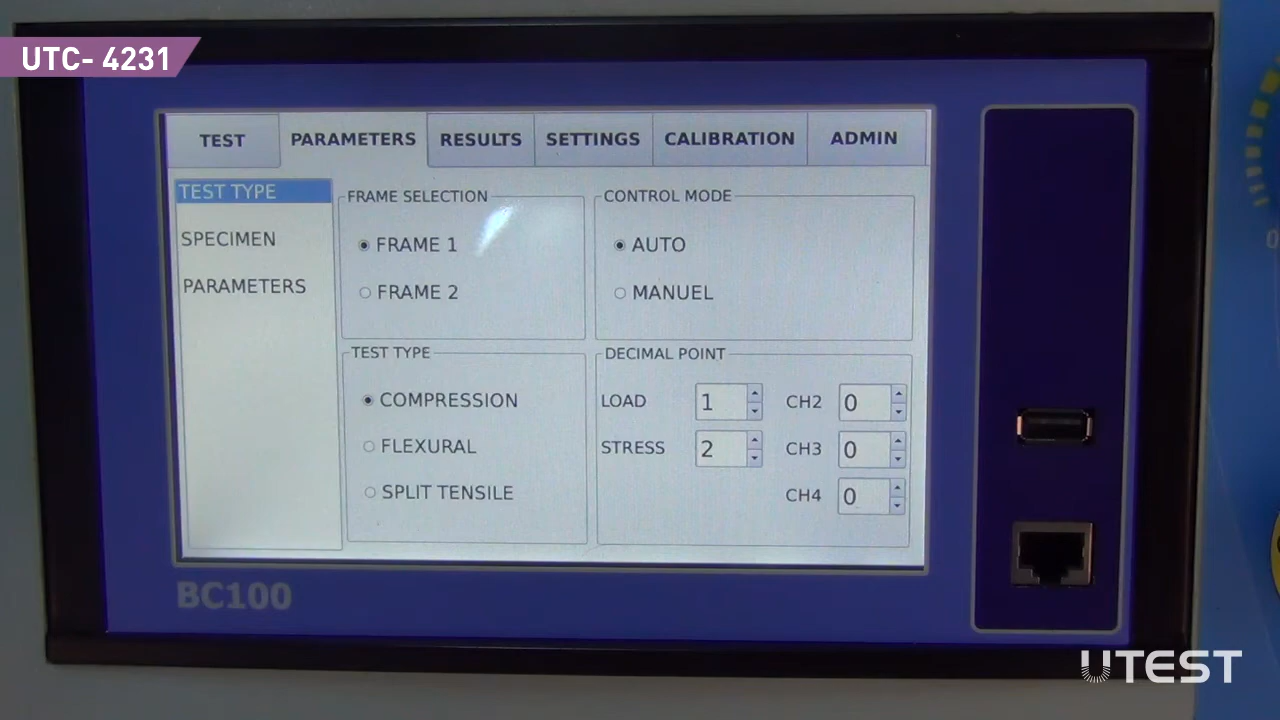 UTC- 4231
TEST PARAMETERS RESULTS SETTINGS CALIBRATION ADMIN
TEST TYPE
SPECIMEN
PARAMETERS
FRAME SELECTION
FRAME 1
FRAME 2
CONTROL MODE
AUTO
MANUEL
TEST TYPE
COMPRESSION
FLEXURAL
SPLIT TENSILE
DECIMAL POINT
LOAD 1 CH2 0
STRESS 2 CH3 0
CH4 0
BC100
UTEST